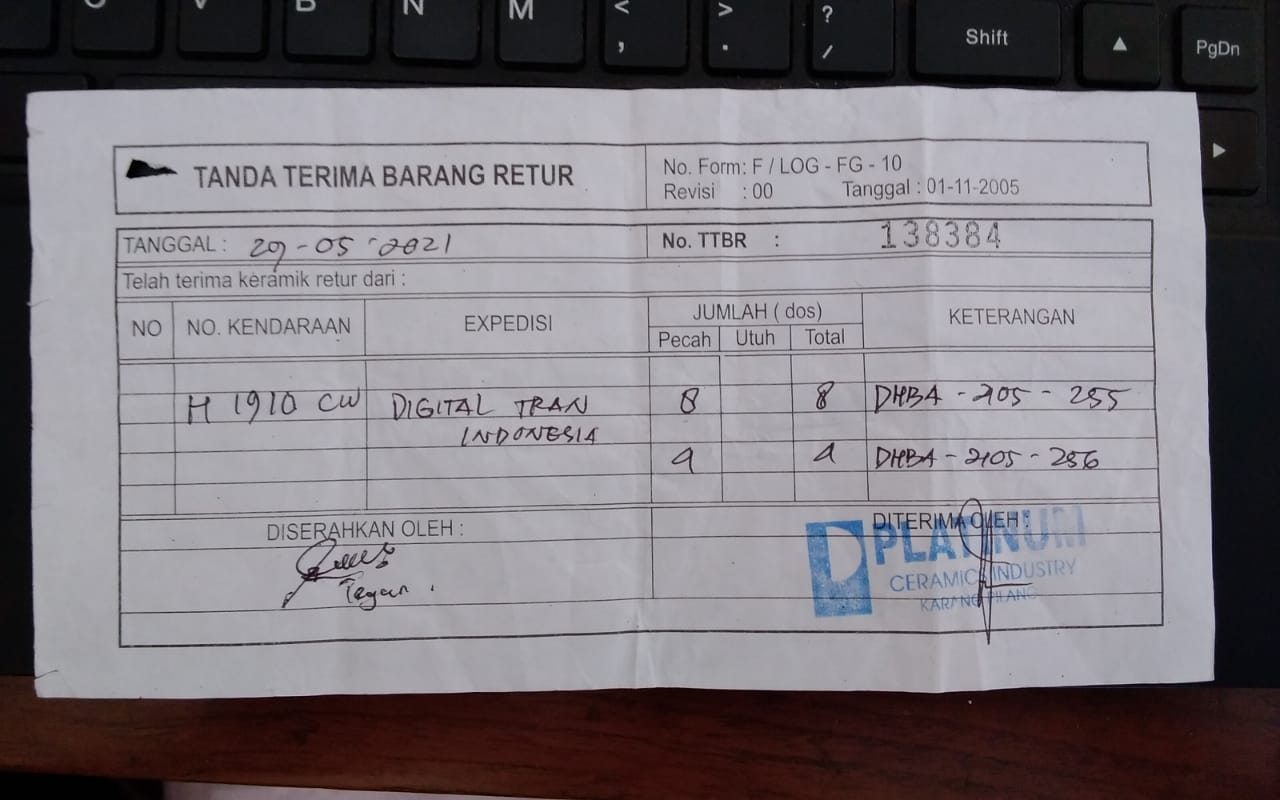 C V B N M < , > . ? / Shift ▲ PgDn
TANDA TERIMA BARANG RETUR
No. Form: F / LOG - FG - 10
Revisi : 00 Tanggal : 01-11-2005
TANGGAL : 29-05-2021 No. TTBR : 138384
Telah terima keramik retur dari :
NO NO. KENDARAAN EXPEDISI JUMLAH ( dos) KETERANGAN
Pecah Utuh Total
H 1910 CW DIGITAL TRAN 8 8 DHBA - 2105 - 255
INDONESIA
DHBA - 2105 - 256
DISERAHKAN OLEH : DITERIMA OLEH :
PLATINUM
CERAMIC INDUSTRY
KARANG PILANG